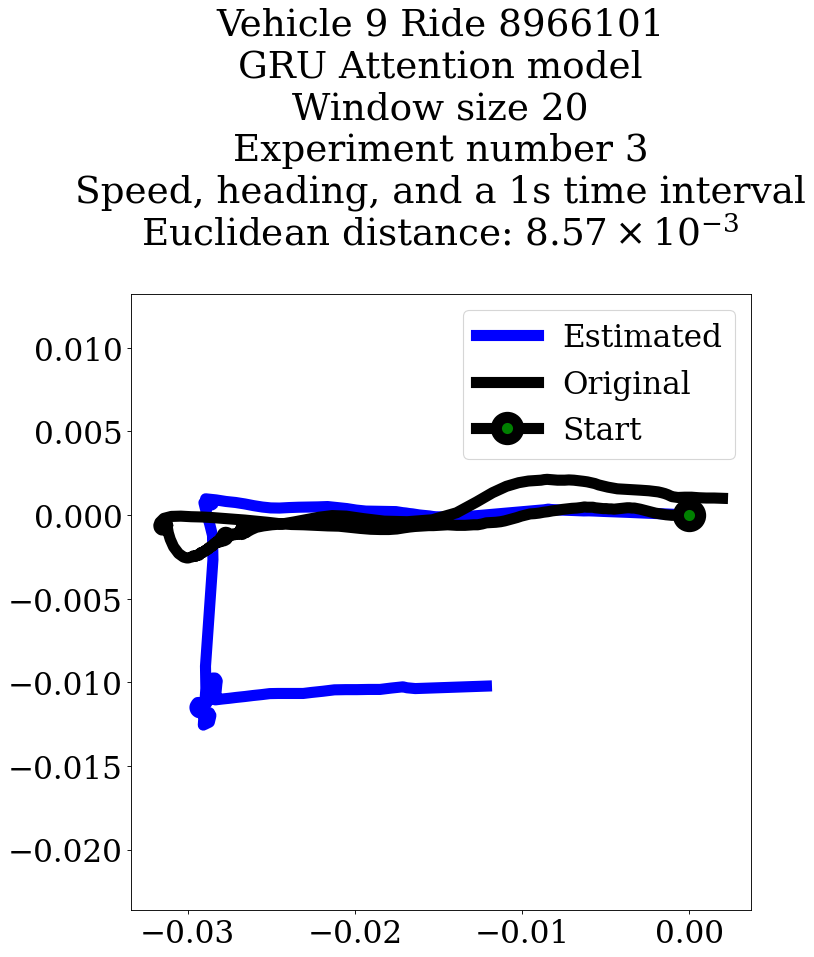 Vehicle 9 Ride 8966101
GRU Attention model
Window size 20
Experiment number 3
Speed, heading, and a 1s time interval
Euclidean distance: 8.57 × 10⁻³
Estimated
Original
Start
0.010
0.005
0.000
−0.005
−0.010
−0.015
−0.020
−0.03 −0.02 −0.01 0.00